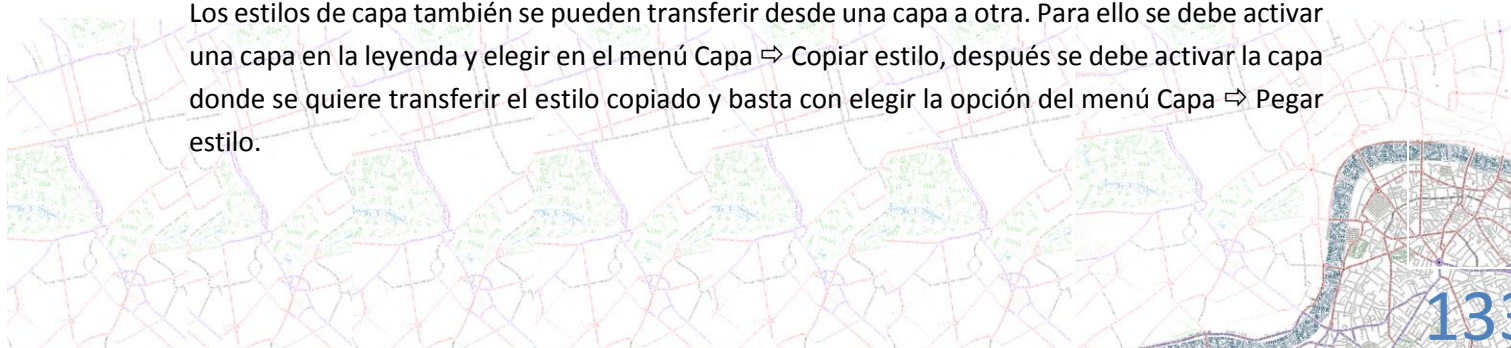 Los estilos de capa también se pueden transferir desde una capa a otra. Para ello se debe activar
una capa en la leyenda y elegir en el menú Capa ⇨ Copiar estilo, después se debe activar la capa
donde se quiere transferir el estilo copiado y basta con elegir la opción del menú Capa ⇨ Pegar
estilo.
133